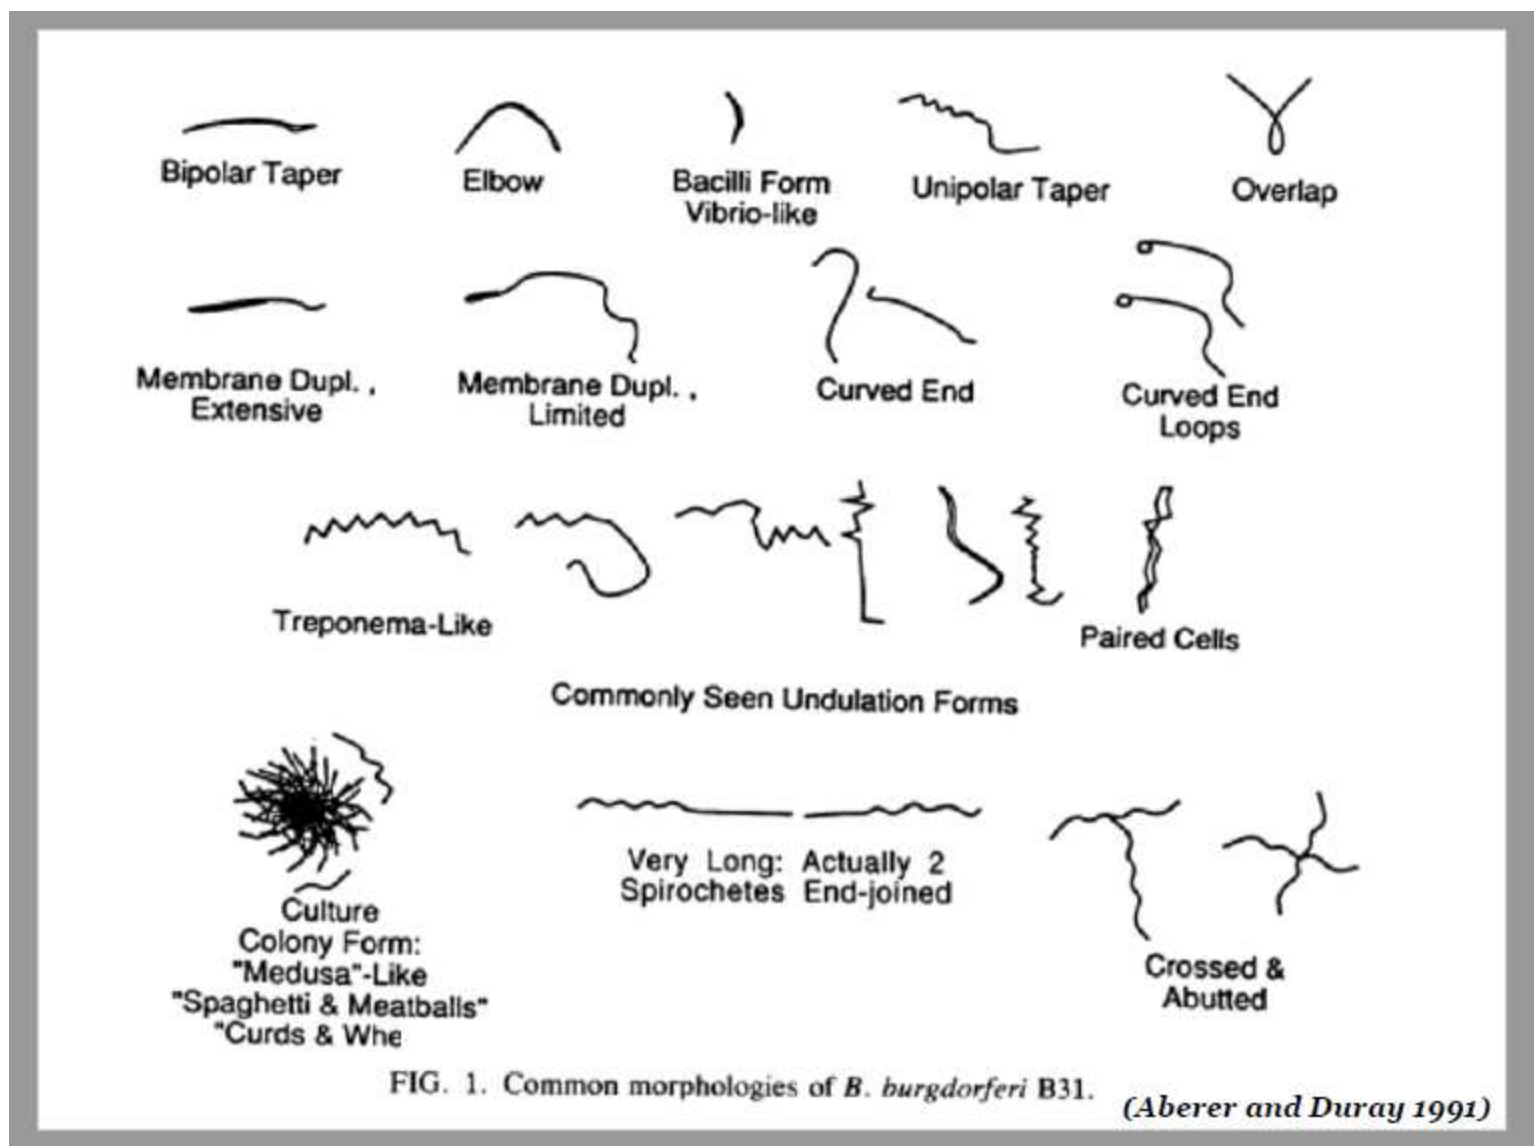 Bipolar Taper
Elbow
Bacilli Form
Vibrio-like
Unipolar Taper
Overlap
Membrane Dupl. ,
Extensive
Membrane Dupl. ,
Limited
Curved End
Curved End
Loops
Treponema-Like
Paired Cells
Commonly Seen Undulation Forms
Culture
Colony Form:
"Medusa"-Like
"Spaghetti & Meatballs"
"Curds & Whe
Very Long: Actually 2
Spirochetes End-joined
Crossed &
Abutted
FIG. 1. Common morphologies of B. burgdorferi B31.
(Aberer and Duray 1991)